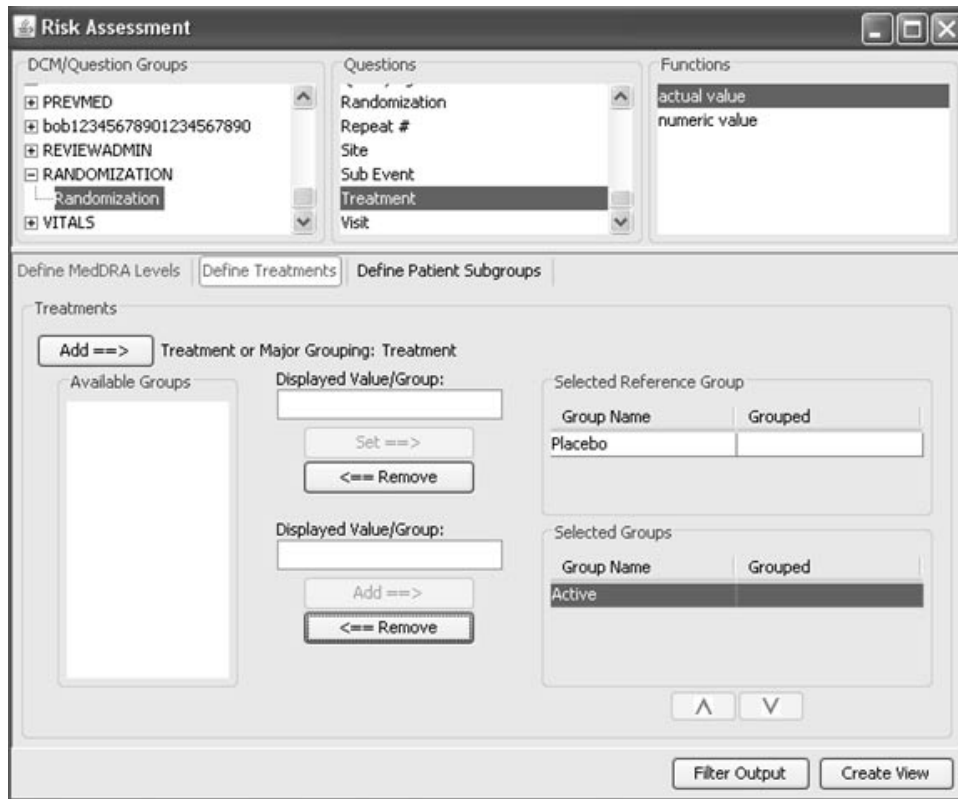 Risk Assessment
DCM/Question Groups
PREVMED
bob12345678901234567890
REVIEWADMIN
RANDOMIZATION
Randomization
VITALS
Questions
Randomization
Repeat #
Site
Sub Event
Treatment
Visit
Functions
actual value
numeric value
Define MedDRA Levels Define Treatments Define Patient Subgroups
Treatments
Add ==> Treatment or Major Grouping: Treatment
Available Groups
Displayed Value/Group:
Set ==>
<== Remove
Displayed Value/Group:
Add ==>
<== Remove
Selected Reference Group
Group Name Grouped
Placebo
Selected Groups
Group Name Grouped
Active
Filter Output Create View